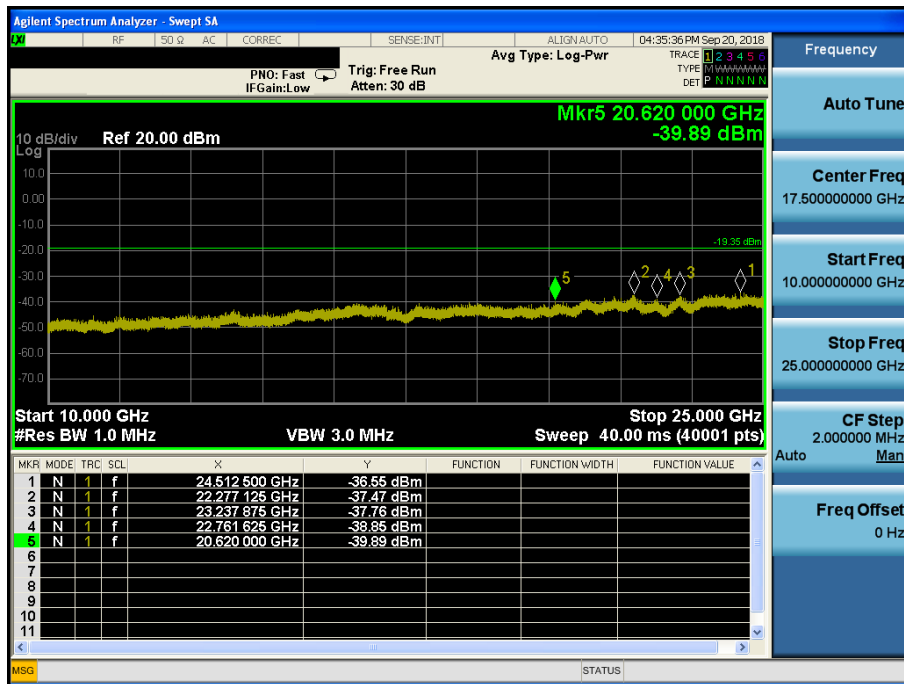 Agilent Spectrum Analyzer - Swept SA
LXI RF 50 Ω AC CORREC SENSE:INT ALIGN AUTO 04:35:36 PM Sep 20, 2018
PNO: Fast Trig: Free Run Avg Type: Log-Pwr TRACE 1 2 3 4 5 6
IFGain:Low Atten: 30 dB TYPE M W W W W W
DET P N N N N N
Mkr5 20.620 000 GHz
-39.89 dBm
10 dB/div Ref 20.00 dBm
Log
10.0
0.00
-10.0
-20.0
-30.0
-40.0
-50.0
-60.0
-70.0
-19.35 dBm
5 2 4 3 1
Start 10.000 GHz Stop 25.000 GHz
#Res BW 1.0 MHz VBW 3.0 MHz Sweep 40.00 ms (40001 pts)
MKR MODE TRC SCL X Y FUNCTION FUNCTION WIDTH FUNCTION VALUE
1 N 1 f 24.512 500 GHz -36.55 dBm
2 N 1 f 22.277 125 GHz -37.47 dBm
3 N 1 f 23.237 875 GHz -37.76 dBm
4 N 1 f 22.761 625 GHz -38.85 dBm
5 N 1 f 20.620 000 GHz -39.89 dBm
6
7
8
9
10
11
MSG STATUS
Frequency
Auto Tune
Center Freq
17.500000000 GHz
Start Freq
10.000000000 GHz
Stop Freq
25.000000000 GHz
CF Step
2.000000 MHz
Auto Man
Freq Offset
0 Hz